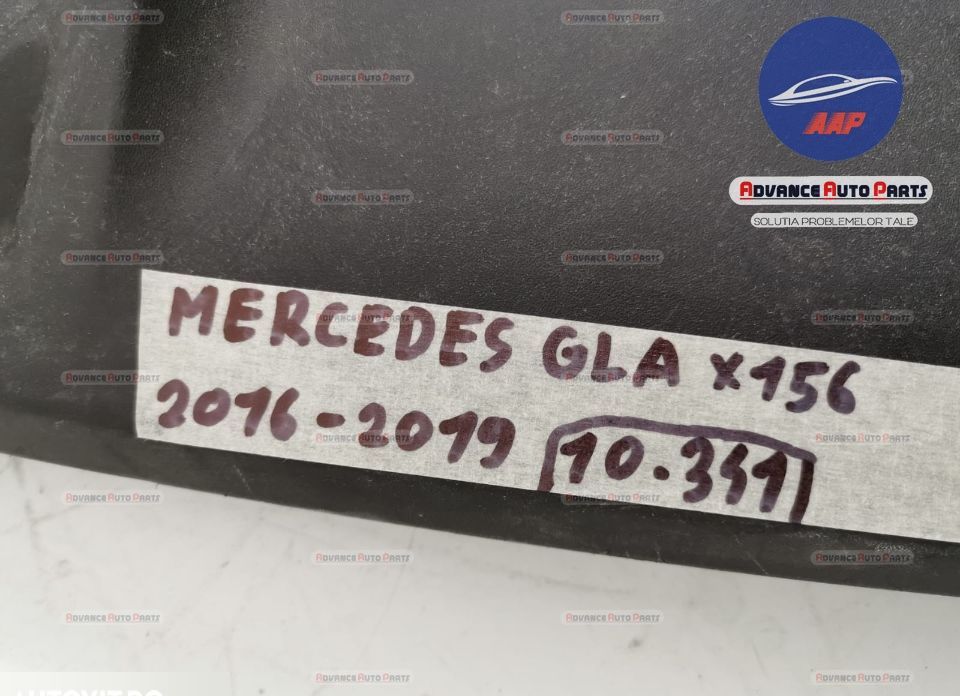 AAP
ADVANCE AUTO PARTS
SOLUTIA PROBLEMELOR TALE
MERCEDES GLA X156
2016-2019 10.341